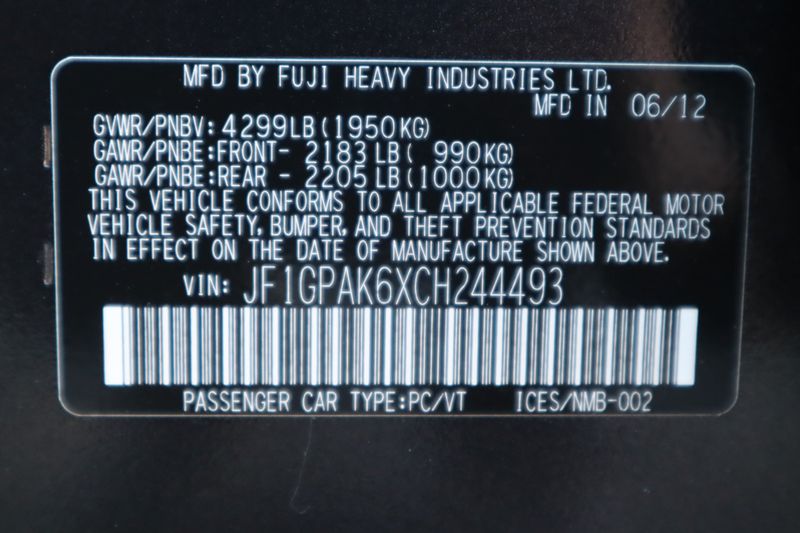 MFD BY FUJI HEAVY INDUSTRIES LTD.
MFD IN 06/12
GVWR/PNBV: 4299LB(1950KG)
GAWR/PNBE:FRONT- 2183LB( 990KG)
GAWR/PNBE:REAR - 2205LB(1000KG)
THIS VEHICLE CONFORMS TO ALL APPLICABLE FEDERAL MOTOR
VEHICLE SAFETY, BUMPER, AND THEFT PREVENTION STANDARDS
IN EFFECT ON THE DATE OF MANUFACTURE SHOWN ABOVE.
VIN: JF1GPAK6XCH244493
PASSENGER CAR TYPE:PC/VT ICES/NMB-002